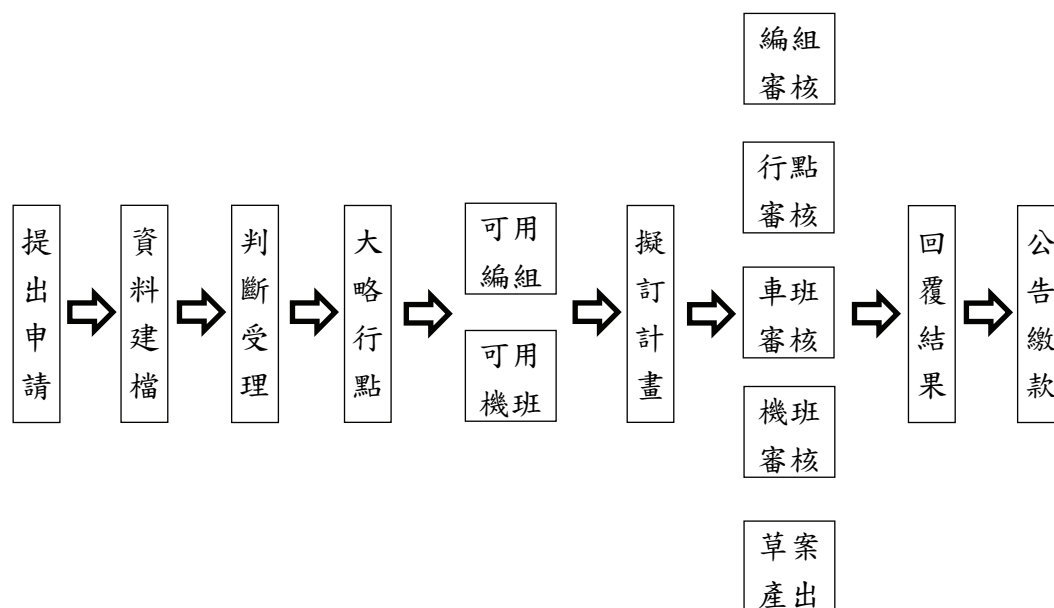 提出申請
資料建檔
判斷受理
大略行點
可用
編組
可用
機班
擬訂計畫
編組
審核
行點
審核
車班
審核
機班
審核
草案
產出
回覆結果
公告繳款